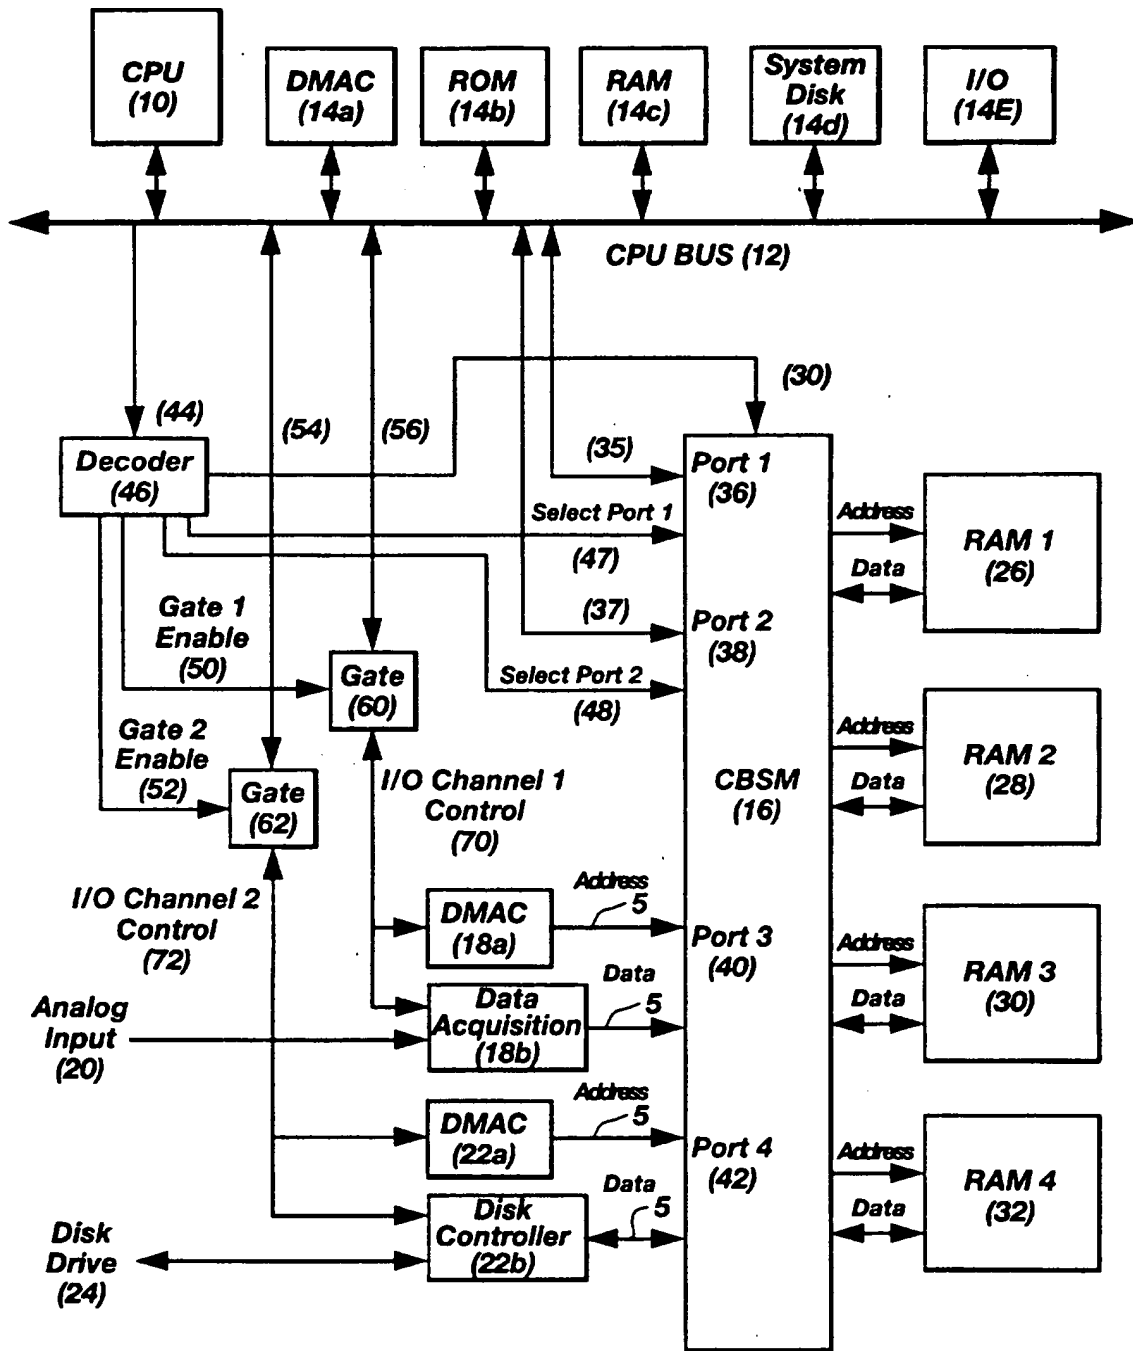 CPU
(10)
DMAC
(14a)
ROM
(14b)
RAM
(14c)
System
Disk
(14d)
I/O
(14E)
CPU BUS (12)
(44)
(54)
(56)
(30)
Decoder
(46)
(35)
Port 1
(36)
Select Port 1
(47)
Address
Data
RAM 1
(26)
Gate 1
Enable
(50)
(37)
Port 2
(38)
Gate
(60)
Select Port 2
(48)
Gate 2
Enable
(52)
Gate
(62)
I/O Channel 1
Control
(70)
CBSM
(16)
Address
Data
RAM 2
(28)
I/O Channel 2
Control
(72)
DMAC
(18a)
Address
5
Port 3
(40)
Address
Data
RAM 3
(30)
Analog
Input
(20)
Data
Acquisition
(18b)
Data
5
DMAC
(22a)
Address
5
Port 4
(42)
Address
Data
RAM 4
(32)
Disk
Drive
(24)
Disk
Controller
(22b)
Data
5